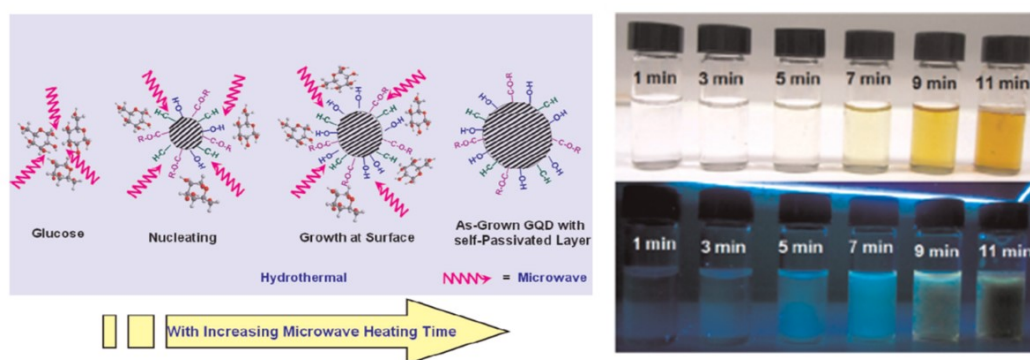 Glucose
Nucleating
Growth at Surface
As-Grown GQD with
self-Passivated Layer
Hydrothermal
= Microwave
With Increasing Microwave Heating Time
1 min
3 min
5 min
7 min
9 min
11 min
1 min
3 min
5 min
7 min
9 min
11 min